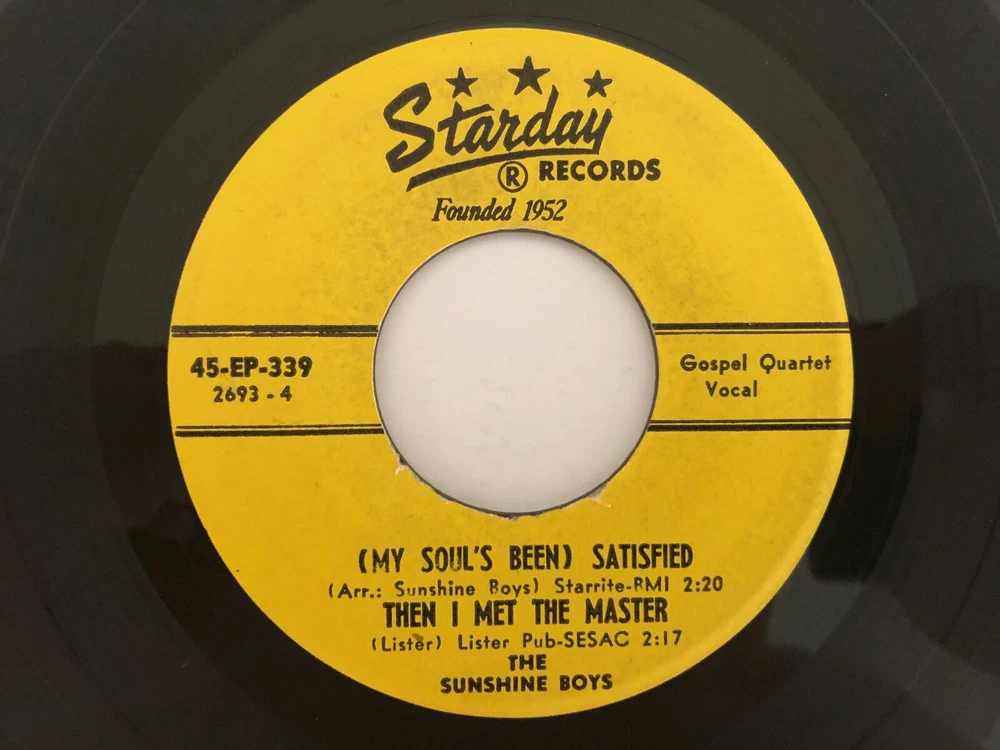 Starday
® RECORDS
Founded 1952
45-EP-339
2693 - 4
Gospel Quartet
Vocal
(MY SOUL'S BEEN) SATISFIED
(Arr.: Sunshine Boys) Starrite-BMI 2:20
THEN I MET THE MASTER
(Lister) Lister Pub-SESAC 2:17
THE
SUNSHINE BOYS